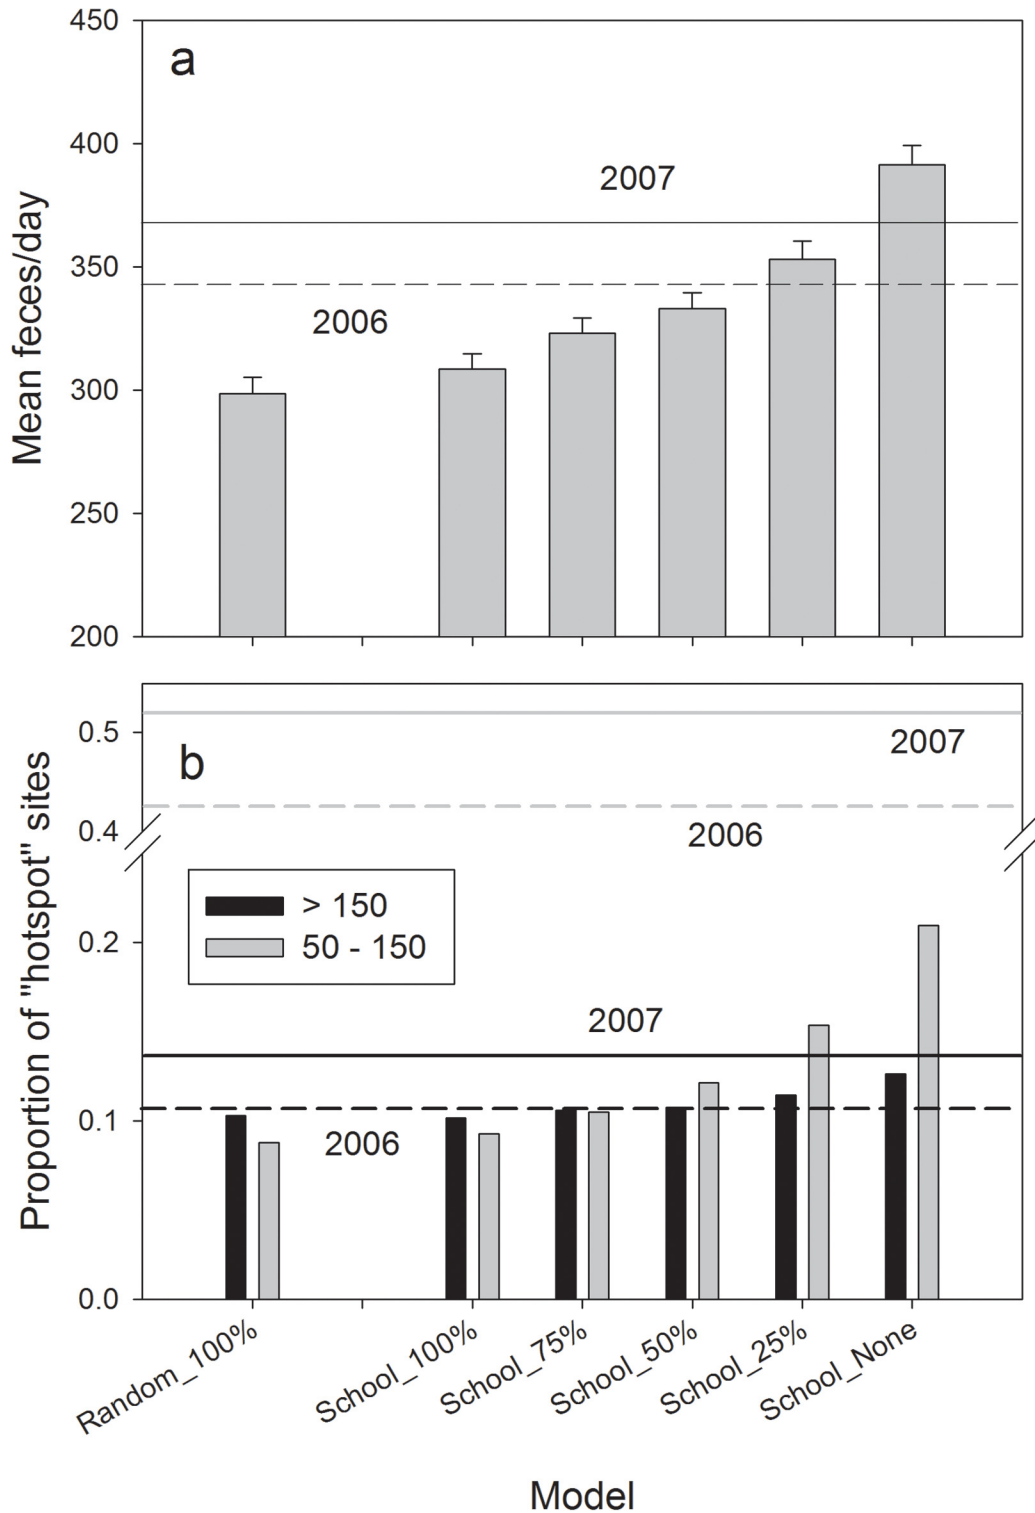 450
a
400
2007
350
2006
300
250
200
Mean feces/day
0.5
2007
b
0.4
2006
> 150
50 - 150
0.2
2007
0.1
2006
0.0
Proportion of "hotspot" sites
Random_100%
School_100%
School_75%
School_50%
School_25%
School_None
Model